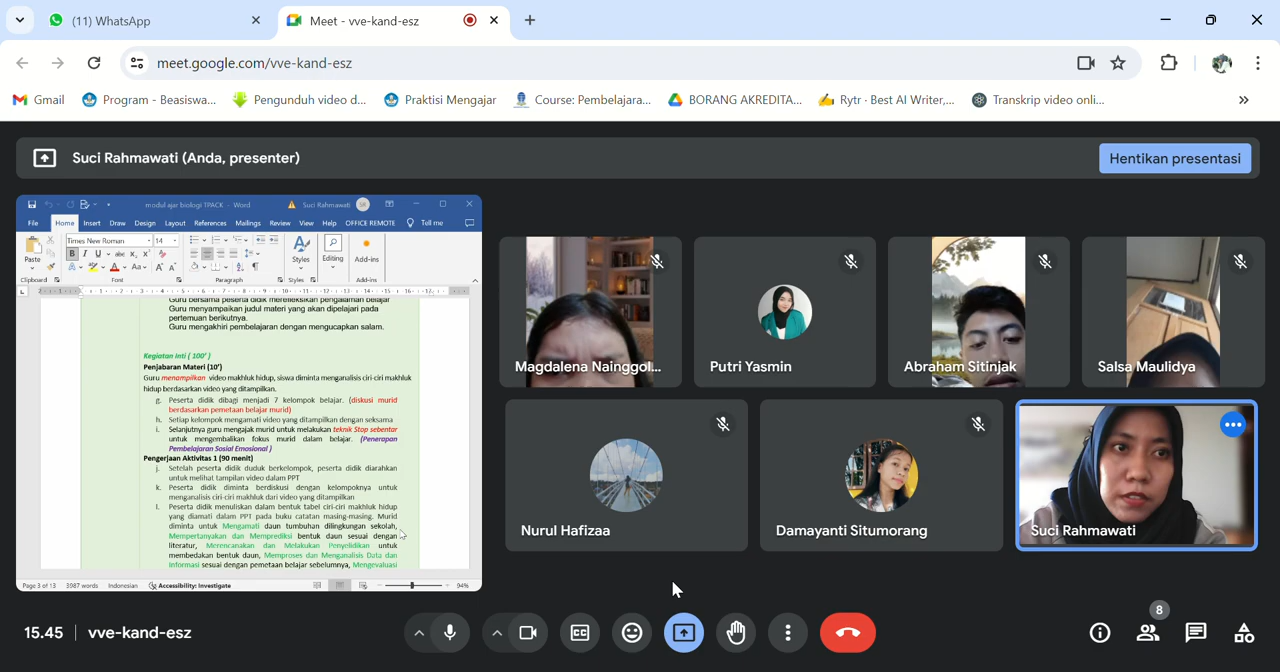 (11) WhatsApp
Meet - vve-kand-esz
meet.google.com/vve-kand-esz
Gmail
Program - Beasiswa...
Pengunduh video d...
Praktisi Mengajar
Course: Pembelajara...
BORANG AKREDITA...
Rytr - Best AI Writer,...
Transkrip video onli...
Suci Rahmawati (Anda, presenter)
Hentikan presentasi
modul ajar biologi TPACK - Word
Suci Rahmawati
File Home Insert Draw Design Layout References Mailings Review View Help OFFICE REMOTE Tell me
Times New Roman 14
Paste
Styles
Editing
Add-ins
Clipboard Font Paragraph Styles Add-ins
Guru bersama peserta didik merefleksikan pengalaman belajar
Guru menyampaikan judul materi yang akan dipelajari pada
pertemuan berikutnya.
Guru mengakhiri pembelajaran dengan mengucapkan salam.
Kegiatan Inti ( 100' )
Penjabaran Materi (10')
Guru menampilkan video makhluk hidup, siswa diminta menganalisis ciri-ciri makhluk
hidup berdasarkan video yang ditampilkan.
g. Peserta didik dibagi menjadi 7 kelompok belajar. (diskusi murid
berdasarkan pemetaan belajar murid)
h. Setiap kelompok mengamati video yang ditampilkan dengan seksama
i. Selanjutnya guru mengajak murid untuk melakukan teknik Stop sebentar
untuk mengembalikan fokus murid dalam belajar. (Penerapan
Pembelajaran Sosial Emosional )
Pengerjaan Aktivitas 1 (90 menit)
j. Setelah peserta didik duduk berkelompok, peserta didik diarahkan
untuk melihat tampilan video dalam PPT
k. Peserta didik diminta berdiskusi dengan kelompoknya untuk
menganalisis ciri-ciri makhluk dari video yang ditampilkan
l. Peserta didik menuliskan dalam bentuk tabel ciri-ciri makhluk hidup
yang diamati dalam PPT pada buku catatan masing-masing. Murid
diminta untuk Mengamati daun tumbuhan dilingkungan sekolah,
Mempertanyakan dan Memprediksi bentuk daun sesuai dengan
literatur, Merencanakan dan Melakukan Penyelidikan untuk
membedakan bentuk daun, Memproses dan Menganalisis Data dan
Informasi sesuai dengan pemetaan belajar sebelumnya, Mengevaluasi
Page 3 of 13 3987 words Indonesian Accessibility: Investigate 94%
Magdalena Nainggol...
Putri Yasmin
Abraham Sitinjak
Salsa Maulidya
Nurul Hafizaa
Damayanti Situmorang
Suci Rahmawati
15.45 vve-kand-esz
8